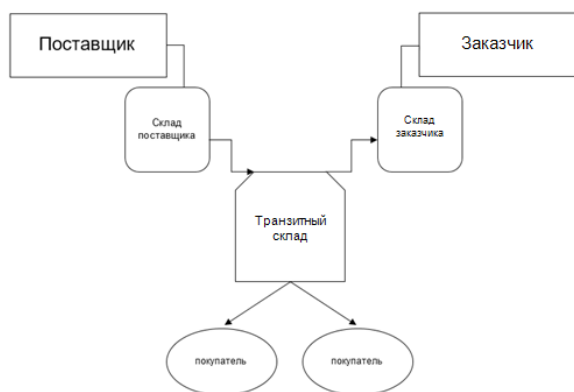 Поставщик
Заказчик
Склад
поставщика
Склад
заказчика
Транзитный
склад
покупатель
покупатель